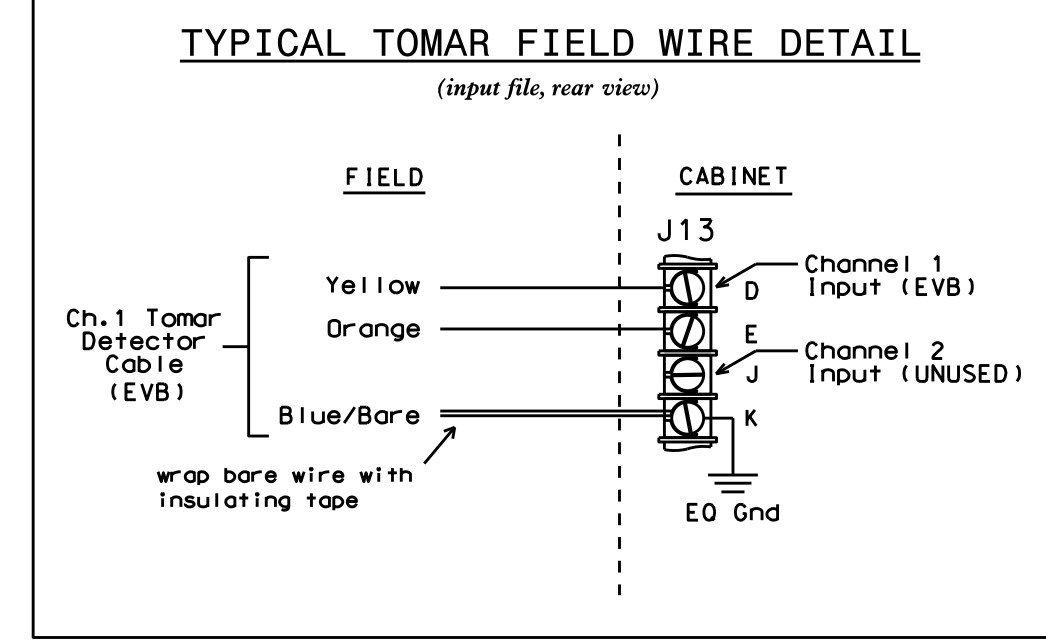 TYPICAL TOMAR FIELD WIRE DETAIL
(input file, rear view)
FIELD
CABINET
J13
Ch.1 Tomar
Detector
Cable
(EVB)
Yellow
Orange
Blue/Bare
wrap bare wire with
insulating tape
D
E
J
K
Channel 1
Input (EVB)
Channel 2
Input (UNUSED)
EQ Gnd